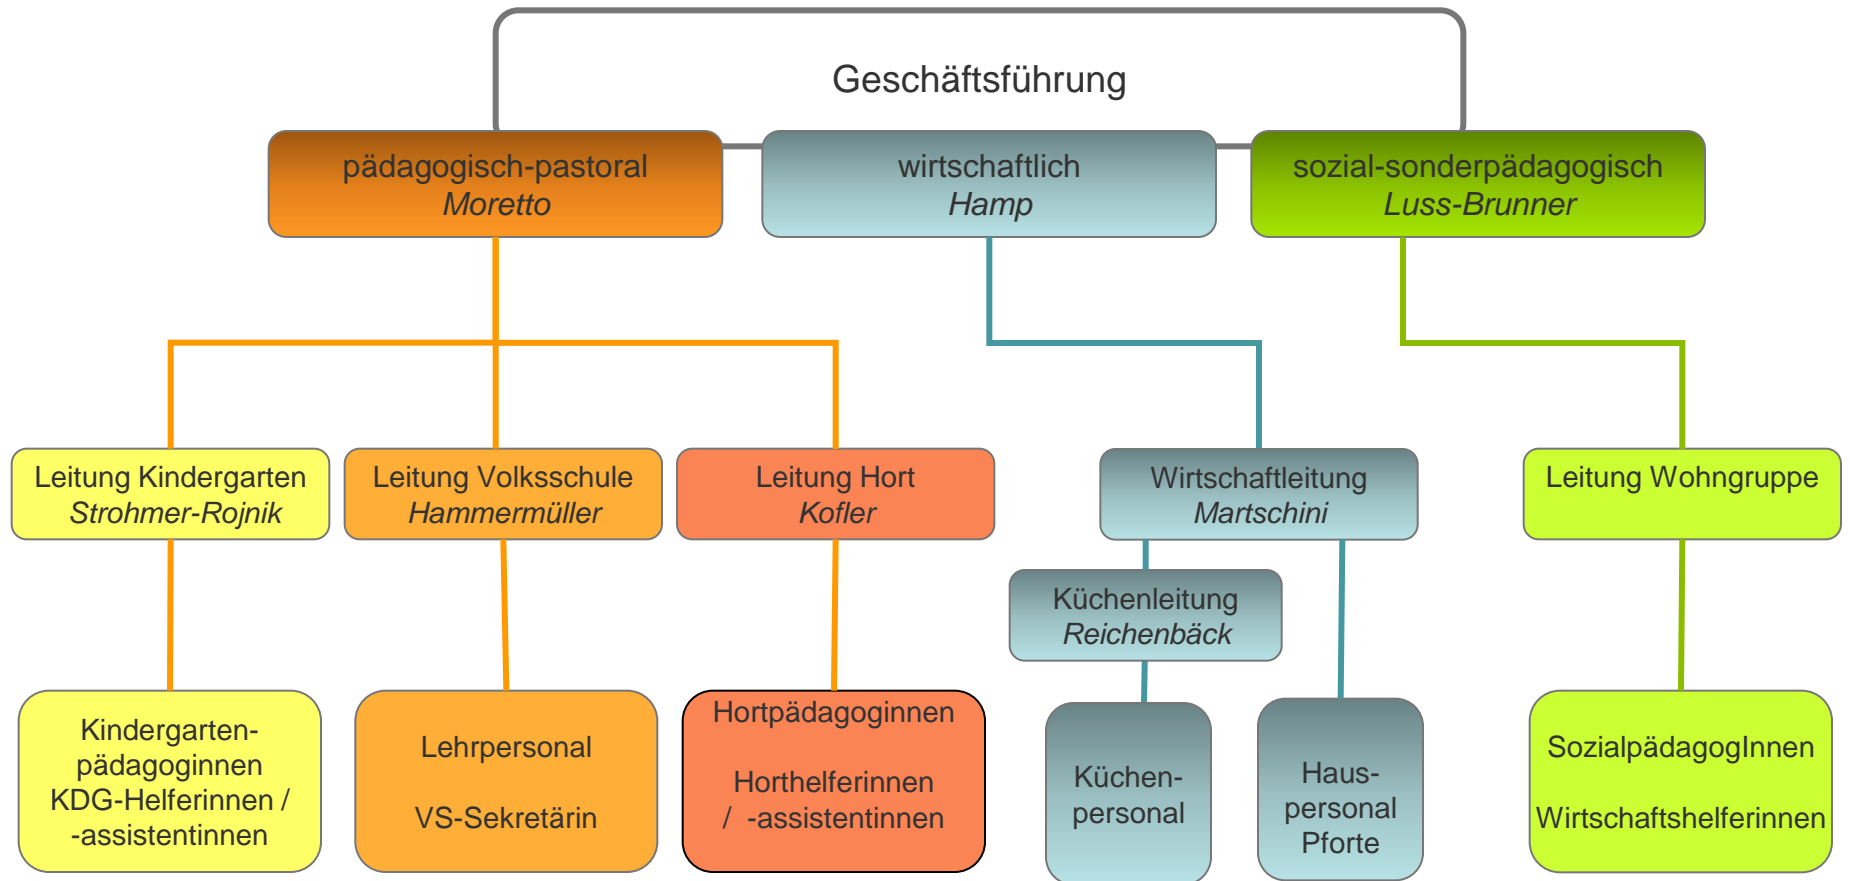 Geschäftsführung
pädagogisch-pastoral
Moretto
wirtschaftlich
Hamp
sozial-sonderpädagogisch
Luss-Brunner
Leitung Kindergarten
Strohmer-Rojnik
Leitung Volksschule
Hammermüller
Leitung Hort
Kofler
Wirtschaftleitung
Martschini
Leitung Wohngruppe
Küchenleitung
Reichenbäck
Kindergarten-
pädagoginnen
KDG-Helferinnen /
-assistentinnen
Lehrpersonal
VS-Sekretärin
Hortpädagoginnen
Horthelferinnen
/ -assistentinnen
Küchen-
personal
Haus-
personal
Pforte
SozialpädagogInnen
Wirtschaftshelferinnen